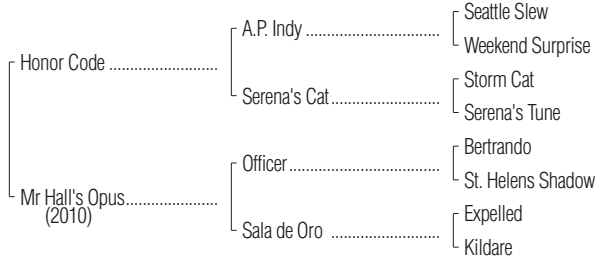 Seattle Slew
A.P. Indy
Weekend Surprise
Honor Code
Storm Cat
Serena's Cat
Serena's Tune
Bertrando
Officer
St. Helens Shadow
Mr Hall's Opus
(2010)
Expelled
Sala de Oro
Kildare